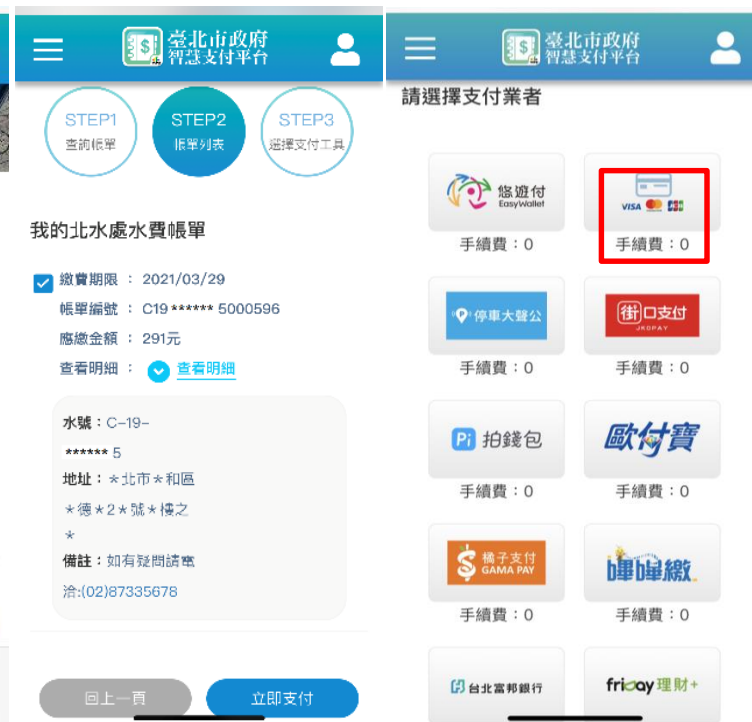 臺北市政府
智慧支付平台
STEP1
查詢帳單
STEP2
帳單列表
STEP3
選擇支付工具
我的北水處水費帳單
繳費期限 : 2021/03/29
帳單編號 : C19******5000596
應繳金額 : 291元
查看明細 : 查看明細
水號：C-19-
****** 5
地址：*北市*和區
*德*2*號*樓之
*
備註：如有疑問請電
洽:(02)87335678
回上一頁
立即支付
臺北市政府
智慧支付平台
請選擇支付業者
悠遊付
EasyWallet
手續費：0
VISA
JCB
手續費：0
停車大聲公
手續費：0
街口支付
JKOPAY
手續費：0
Pi 拍錢包
手續費：0
歐付寶
手續費：0
橘子支付
GAMA PAY
手續費：0
嗶嗶繳
手續費：0
台北富邦銀行
friday理財+